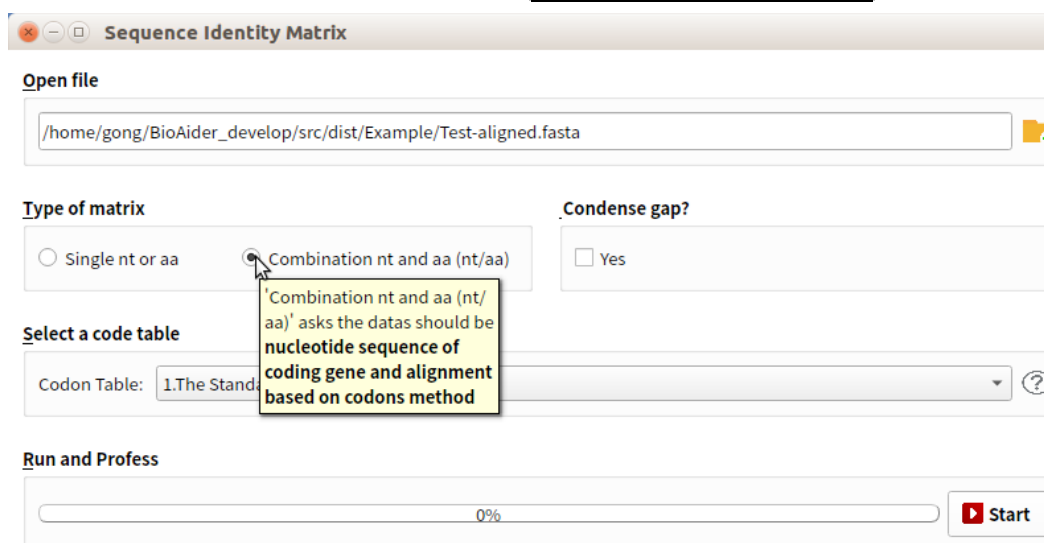 Sequence Identity Matrix
Open file
/home/gong/BioAider_develop/src/dist/Example/Test-aligned.fasta
Type of matrix
Condense gap?
Single nt or aa
Combination nt and aa (nt/aa)
Yes
'Combination nt and aa (nt/
aa)' asks the datas should be
nucleotide sequence of
coding gene and alignment
based on codons method
Select a code table
Codon Table:
1.The Standa
Run and Profess
0%
Start